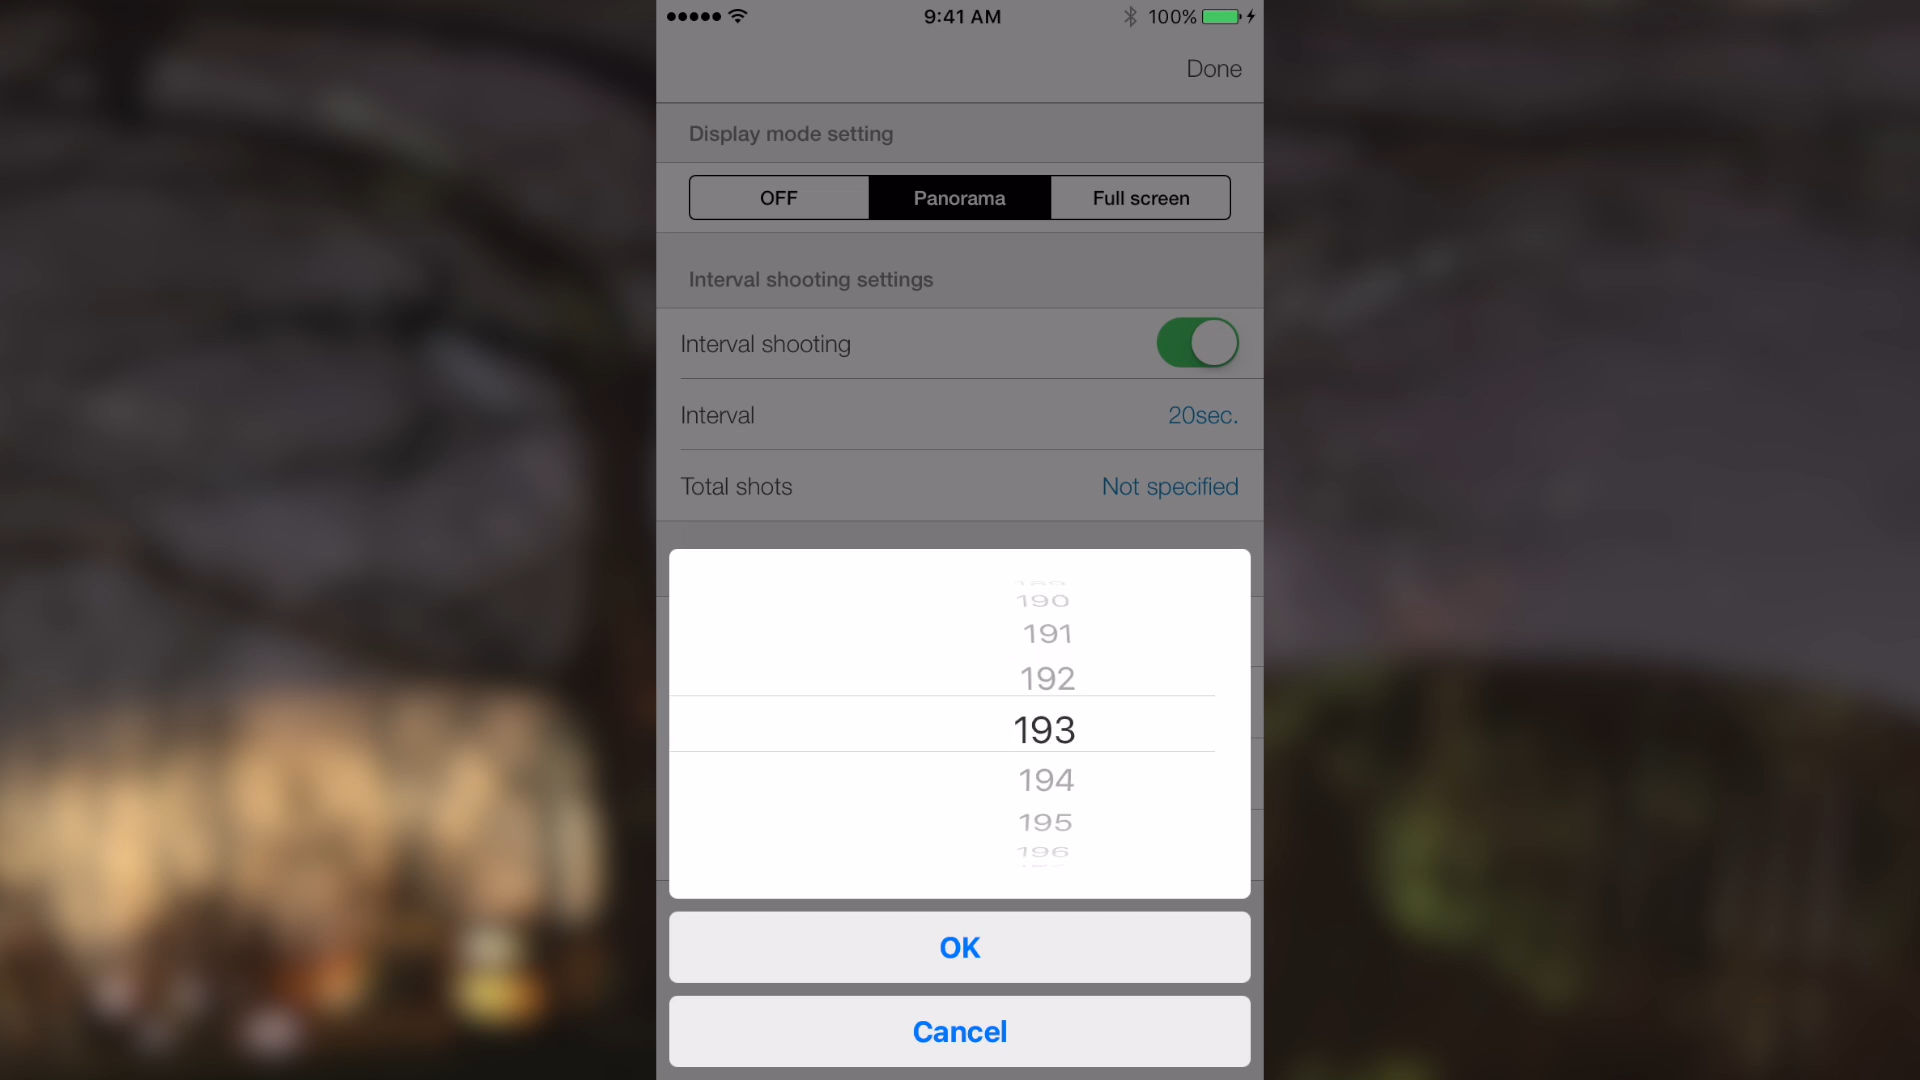 9:41 AM 100%
Done
Display mode setting
OFF Panorama Full screen
Interval shooting settings
Interval shooting
Interval 20sec.
Total shots Not specified
190
191
192
193
194
195
196
OK
Cancel